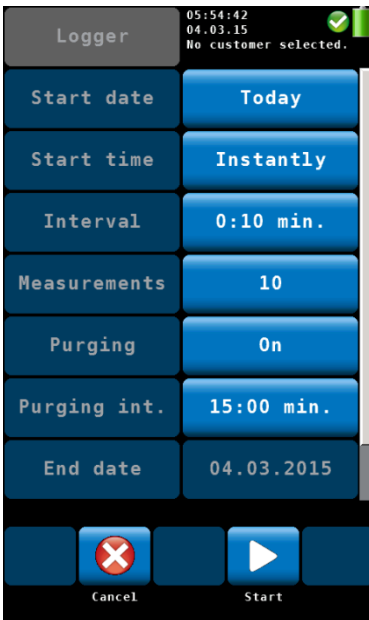 Logger
05:54:42
04.03.15
No customer selected.
Start date Today
Start time Instantly
Interval 0:10 min.
Measurements 10
Purging On
Purging int. 15:00 min.
End date 04.03.2015
Cancel Start